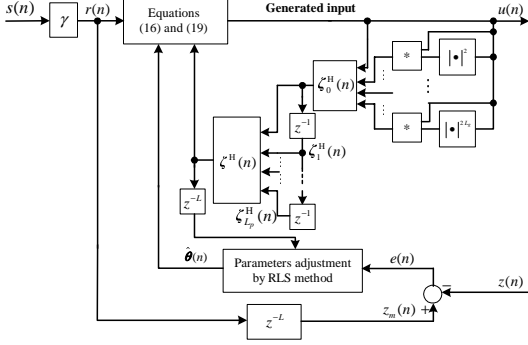 s(n)
γ
r(n)
Equations
(16) and (19)
Generated input
u(n)
ζ₀ᴴ(n)
*
|•|²
⋯
*
|•|^{2L_g}
z⁻¹
ζᴴ(n)
ζ₁ᴴ(n)
z^{-L}
ζ_{L_p}^H(n)
z⁻¹
θ̂(n)
Parameters adjustment
by RLS method
e(n)
−
z(n)
z^{-L}
z_m(n) +